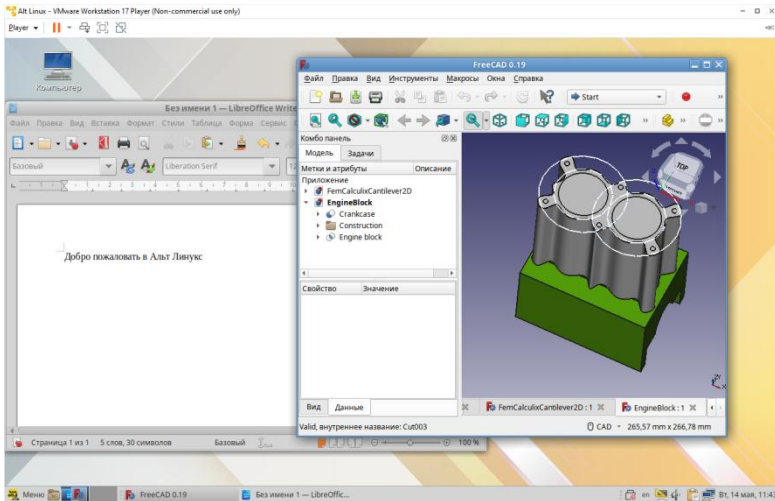 Alt Linux - VMware Workstation 17 Player (Non-commercial use only)
Player
Компьютер
Без имени 1 — LibreOffice Write
Файл Правка Вид Вставка Формат Стили Таблица Форма Сервис
Базовый Liberation Serif 12
Добро пожаловать в Альт Линукс
Страница 1 из 1 5 слов, 30 символов Базовый 100 %
FreeCAD 0.19
Файл Правка Вид Инструменты Макросы Окна Справка
Start
Комбо панель
Модель Задачи
Метки и атрибуты Описание
Приложение
FemCalculixCantilever2D
EngineBlock
Crankcase
Construction
Engine block
Свойство Значение
Вид Данные
TOP
FemCalculixCantilever2D : 1 EngineBlock : 1
Valid, внутреннее название: Cut003 CAD 265,57 mm x 266,78 mm
Меню FreeCAD 0.19 Без имени 1 — LibreOffic... en Вт, 14 мая, 11:4